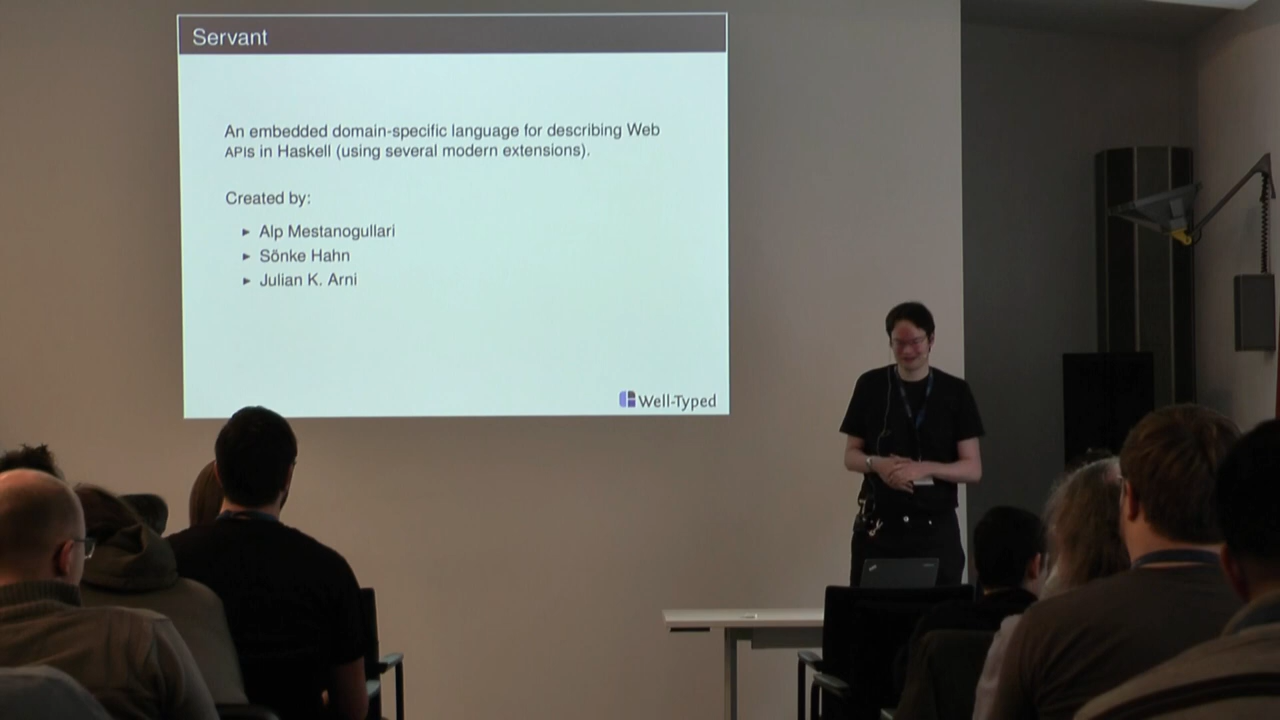 Servant
An embedded domain-specific language for describing Web
APIs in Haskell (using several modern extensions).
Created by:
► Alp Mestanogullari
► Sönke Hahn
► Julian K. Arni
Well-Typed